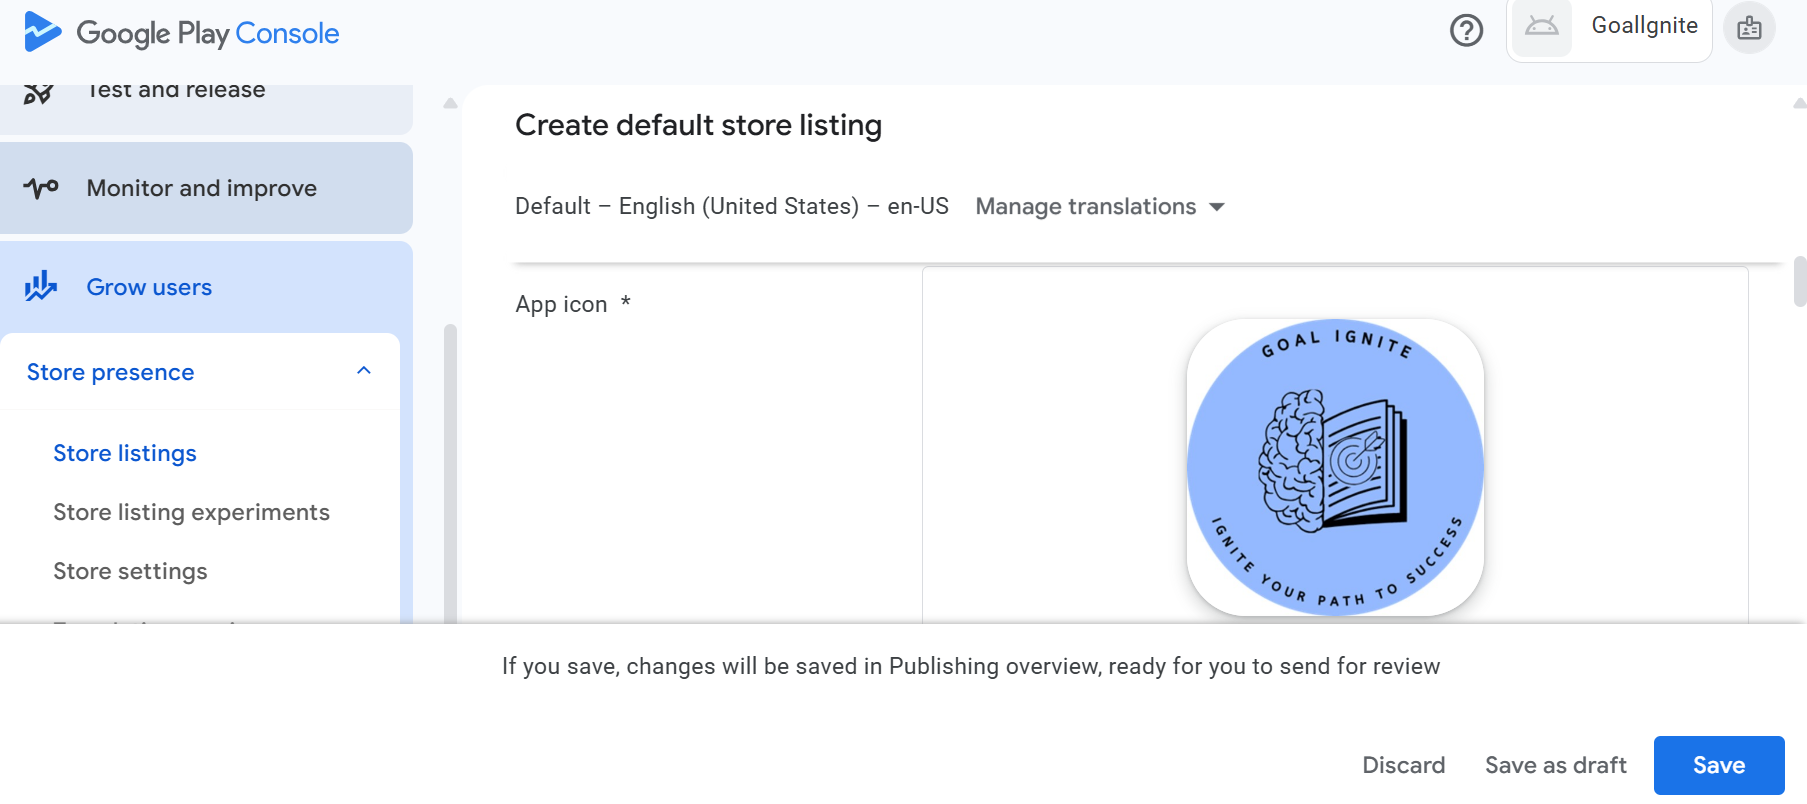 Google Play Console
GoalIgnite
Test and release
Monitor and improve
Grow users
Store presence
Store listings
Store listing experiments
Store settings
Create default store listing
Default – English (United States) – en-US
Manage translations
App icon *
GOAL IGNITE
IGNITE YOUR PATH TO SUCCESS
If you save, changes will be saved in Publishing overview, ready for you to send for review
Discard
Save as draft
Save